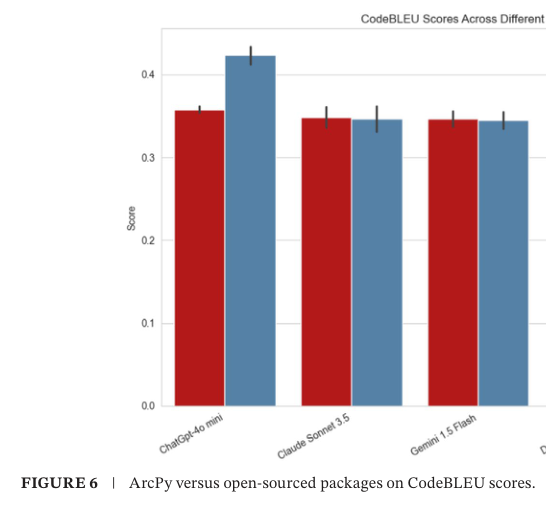 CodeBLEU Scores Across Different
0.4
0.3
0.2
0.1
0.0
Score
ChatGpt-4o mini
Claude Sonnet 3.5
Gemini 1.5 Flash
D
FIGURE 6 | ArcPy versus open-sourced packages on CodeBLEU scores.